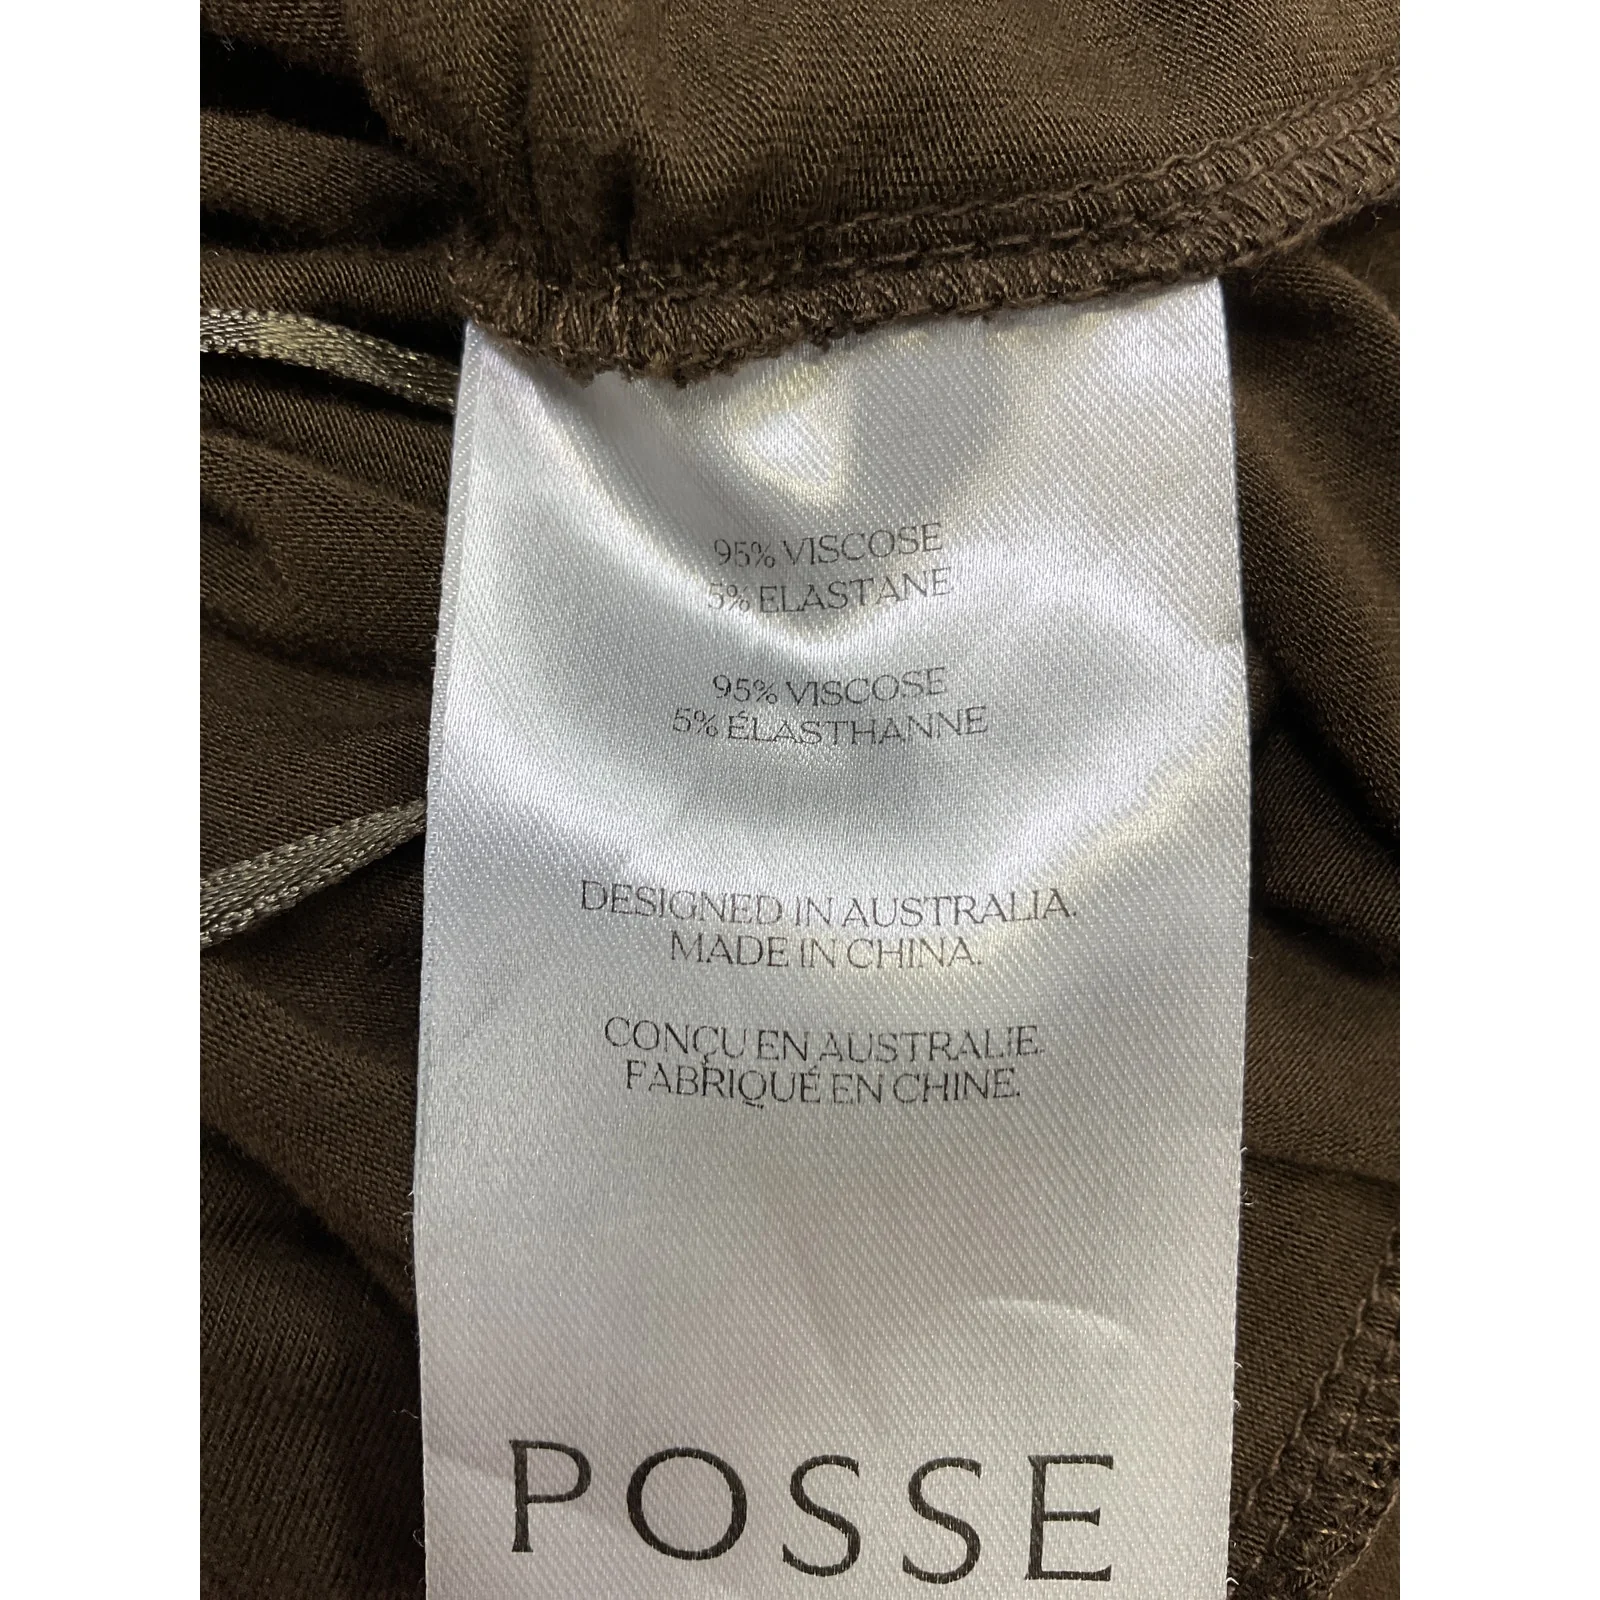 95% VISCOSE
5% ELASTANE
95% VISCOSE
5% ÉLASTHANNE
DESIGNED IN AUSTRALIA.
MADE IN CHINA.
CONÇU EN AUSTRALIE.
FABRIQUÉ EN CHINE.
POSSE